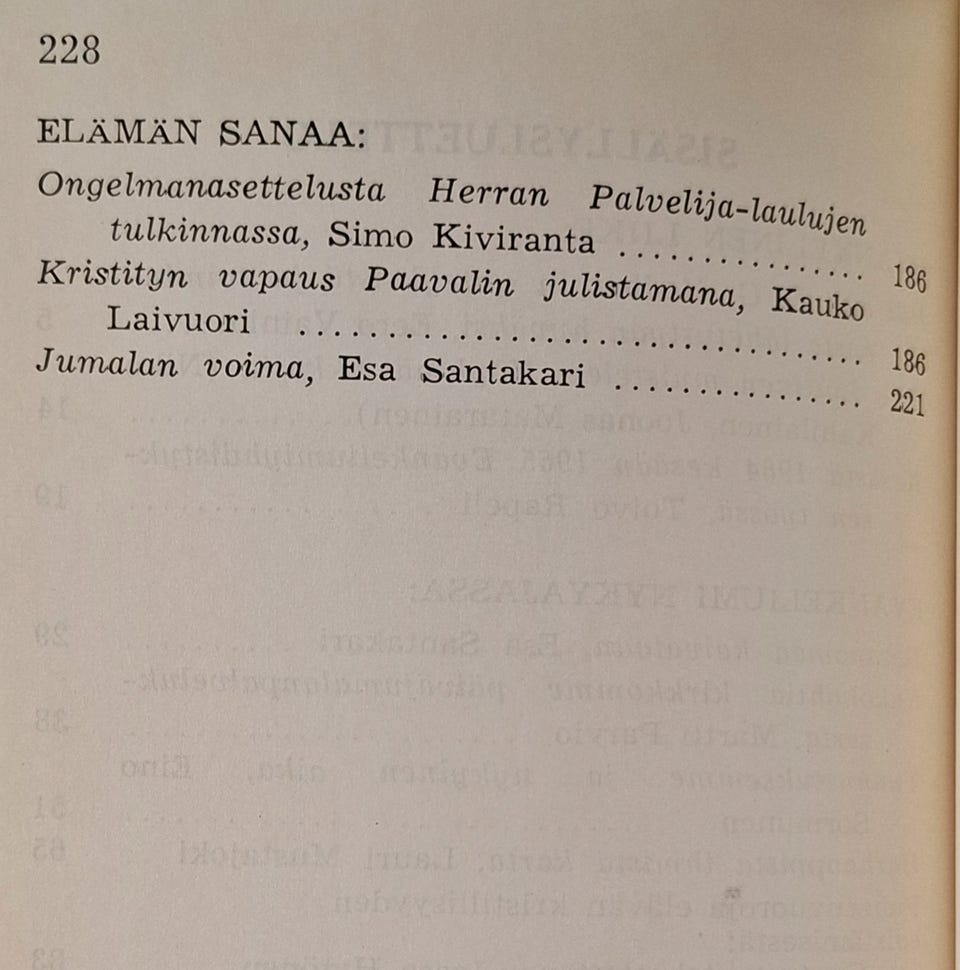 228
ELÄMÄN SANAA:
Ongelmanasettelusta Herran Palvelija-laulujen
tulkinnassa, Simo Kiviranta ................ 186
Kristityn vapaus Paavalin julistamana, Kauko
Laivuori ................................. 186
Jumalan voima, Esa Santakari ................ 221